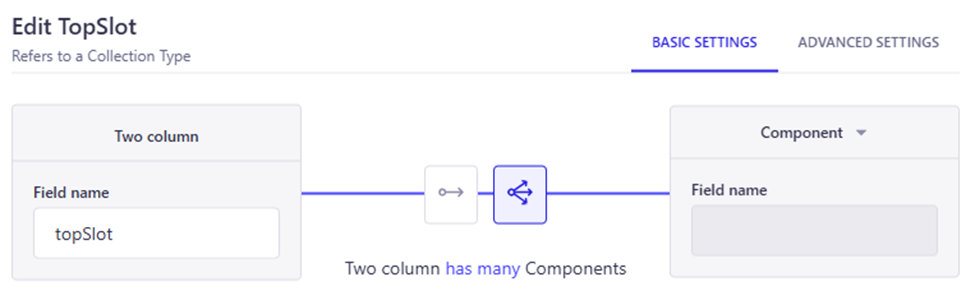 Edit TopSlot
Refers to a Collection Type
BASIC SETTINGS
ADVANCED SETTINGS
Two column
Field name
topSlot
Component
Field name
Two column has many Components